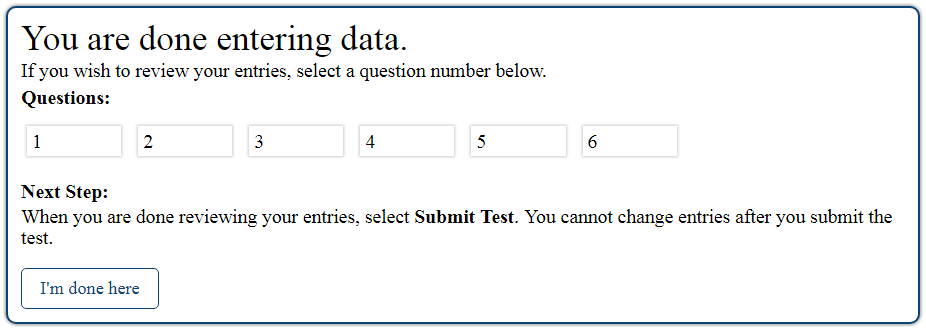 You are done entering data.
If you wish to review your entries, select a question number below.
Questions:
1 2 3 4 5 6
Next Step:
When you are done reviewing your entries, select Submit Test. You cannot change entries after you submit the
test.
I'm done here